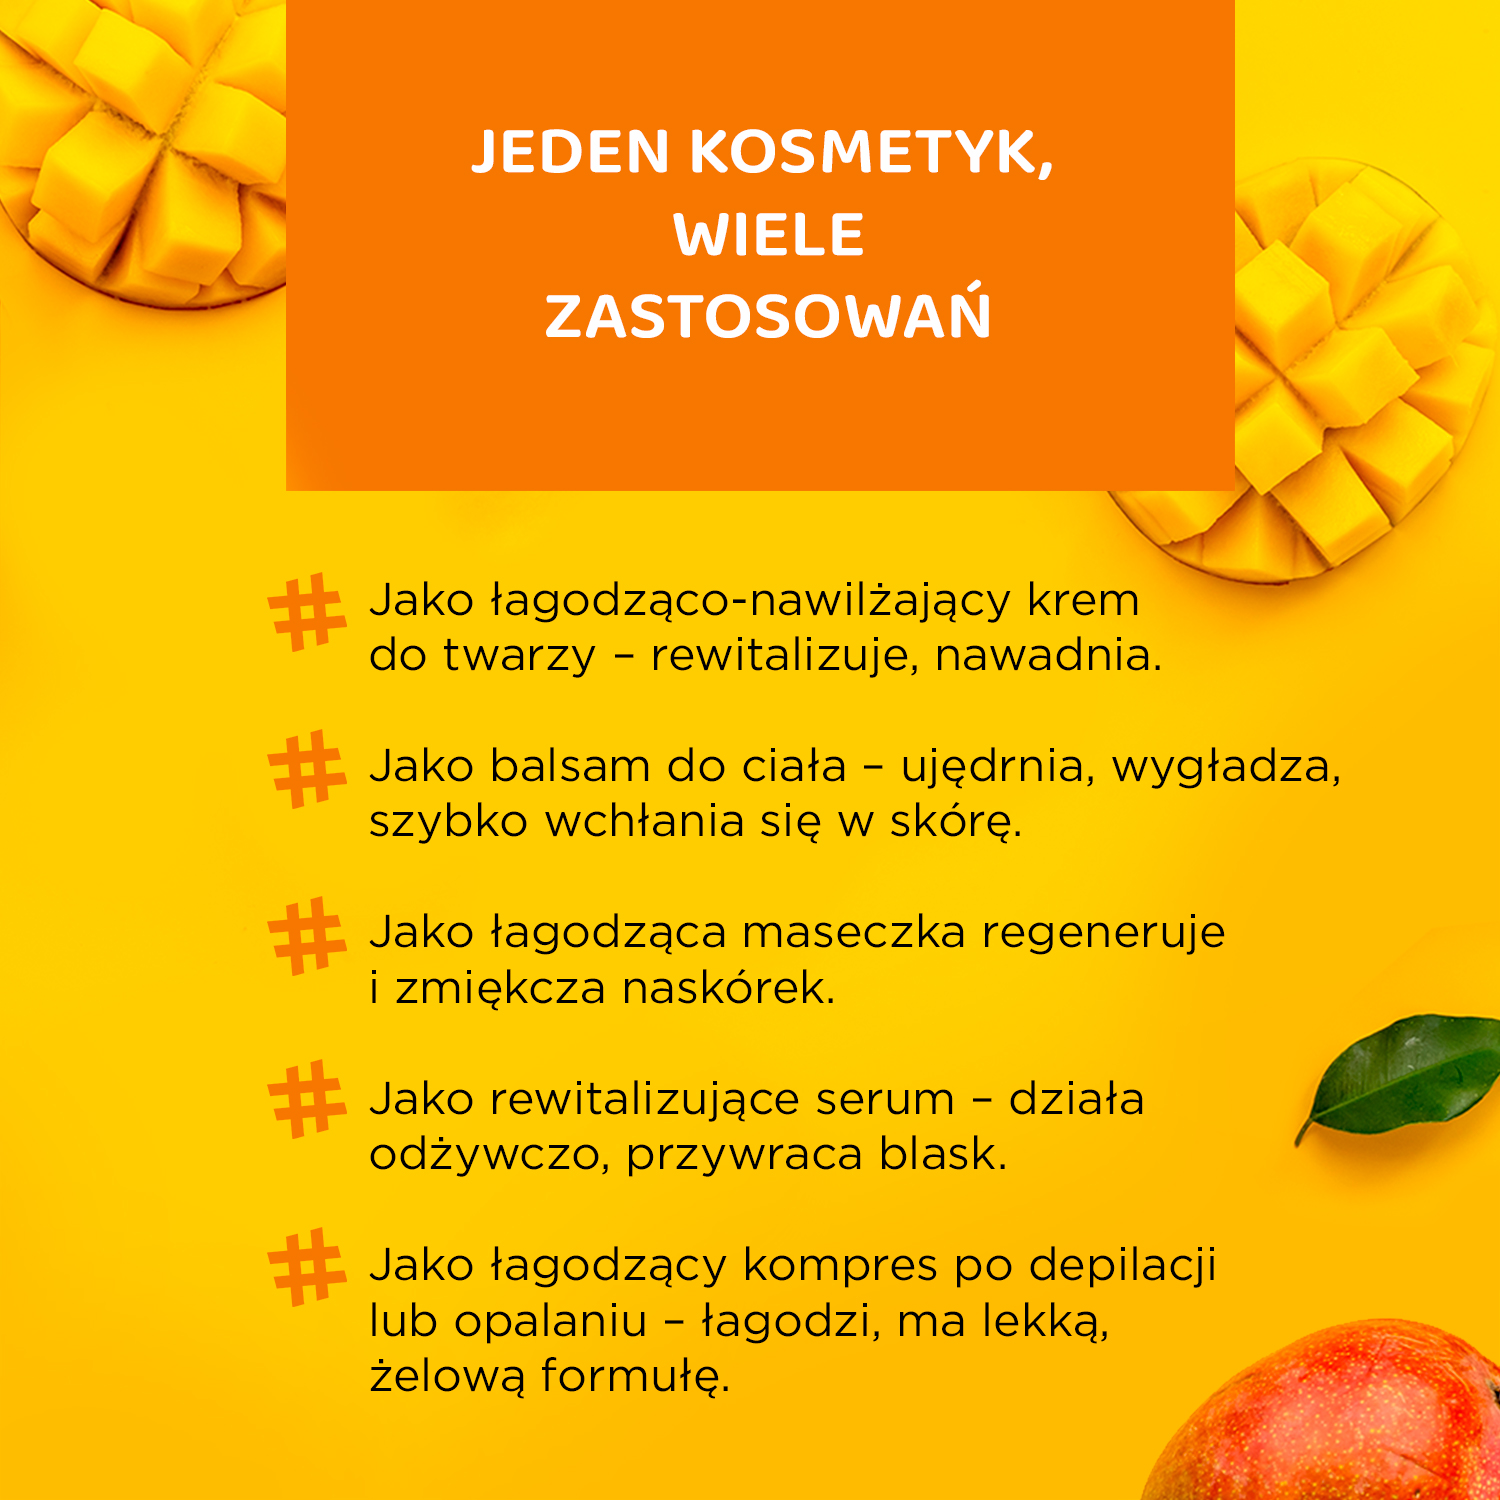 JEDEN KOSMETYK,
WIELE
ZASTOSOWAŃ
# Jako łagodząco-nawilżający krem
do twarzy – rewitalizuje, nawadnia.
# Jako balsam do ciała – ujędrnia, wygładza,
szybko wchłania się w skórę.
# Jako łagodząca maseczka regeneruje
i zmiękcza naskórek.
# Jako rewitalizujące serum – działa
odżywczo, przywraca blask.
# Jako łagodzący kompres po depilacji
lub opalaniu – łagodzi, ma lekką,
żelową formułę.